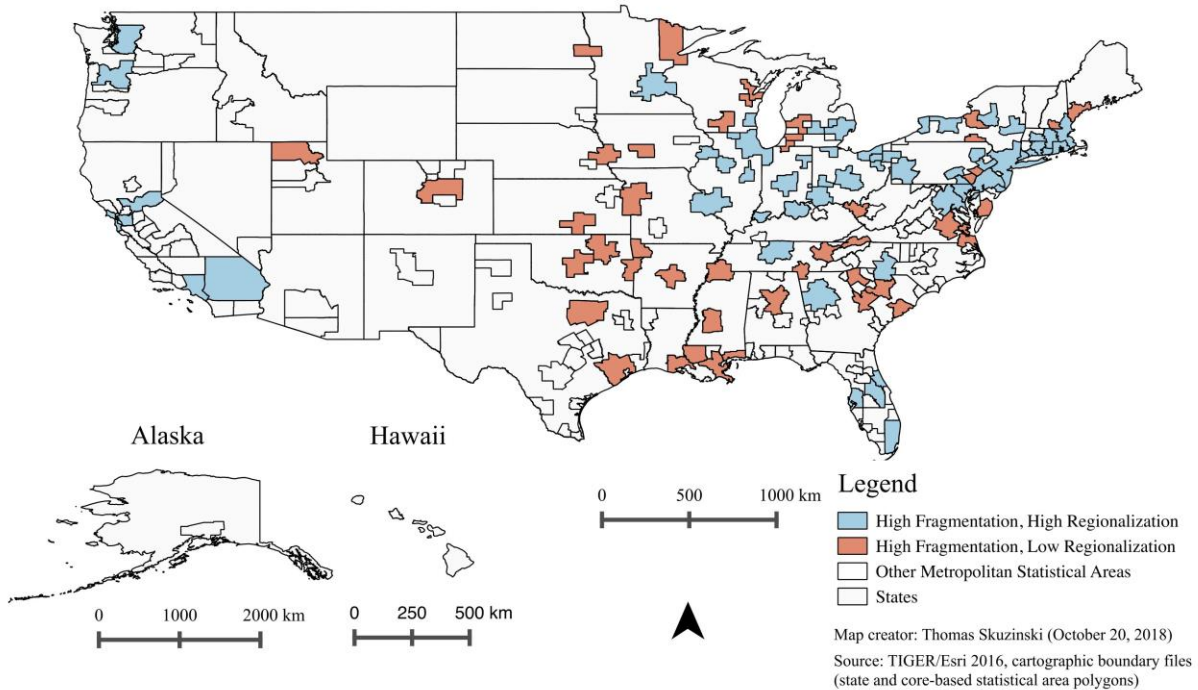 Alaska
Hawaii
0 500 1000 km
Legend
High Fragmentation, High Regionalization
High Fragmentation, Low Regionalization
Other Metropolitan Statistical Areas
States
0 1000 2000 km
0 250 500 km
Map creator: Thomas Skuzinski (October 20, 2018)
Source: TIGER/Esri 2016, cartographic boundary files
(state and core-based statistical area polygons)